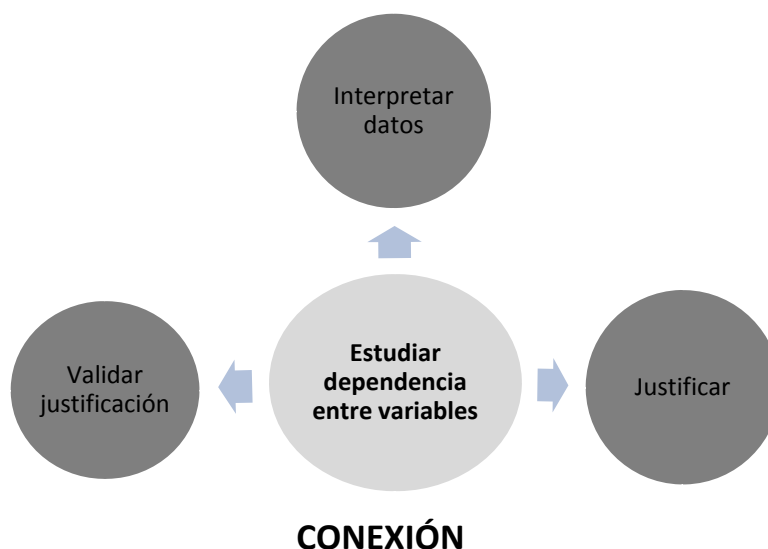 Interpretar
datos
Validar
justificación
Estudiar
dependencia
entre variables
Justificar
CONEXIÓN